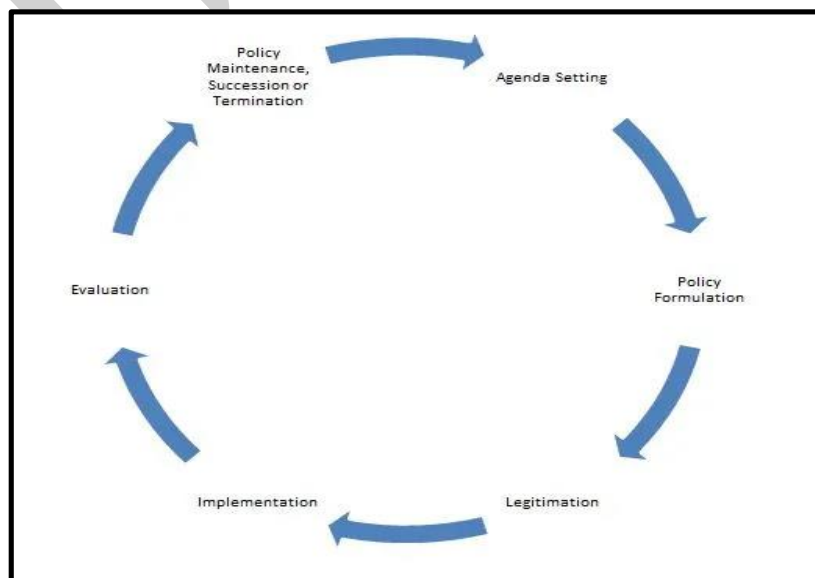 Policy
Maintenance,
Succession or
Termination
Agenda Setting
Policy
Formulation
Legitimation
Implementation
Evaluation